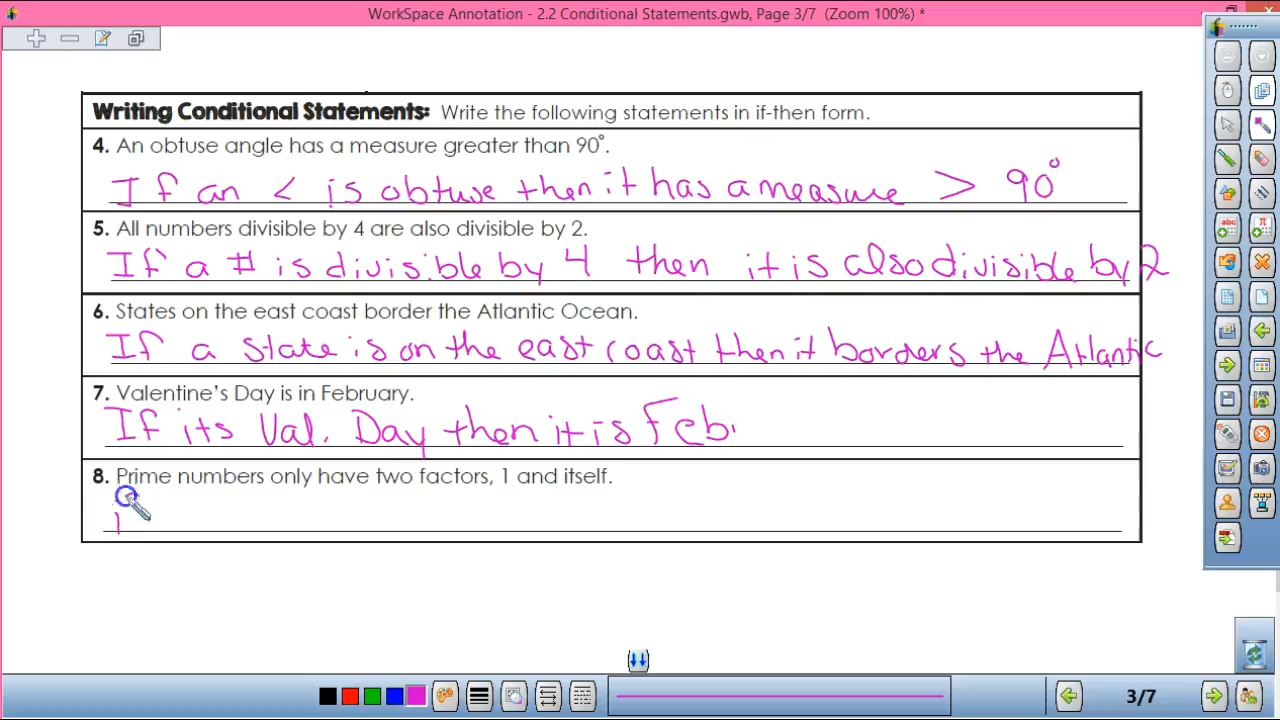 WorkSpace Annotation - 2.2 Conditional Statements.gwb, Page 3/7 (Zoom 100%) *
Writing Conditional Statements: Write the following statements in if-then form.
4. An obtuse angle has a measure greater than 90°.
If an < is obtuse then it has a measure > 90°
5. All numbers divisible by 4 are also divisible by 2.
If a # is divisible by 4 then it is also divisible by 2
6. States on the east coast border the Atlantic Ocean.
If a state is on the east coast then it borders the Atlantic
7. Valentine's Day is in February.
If its Val. Day then it is Feb.
8. Prime numbers only have two factors, 1 and itself.
abc
π
3/7